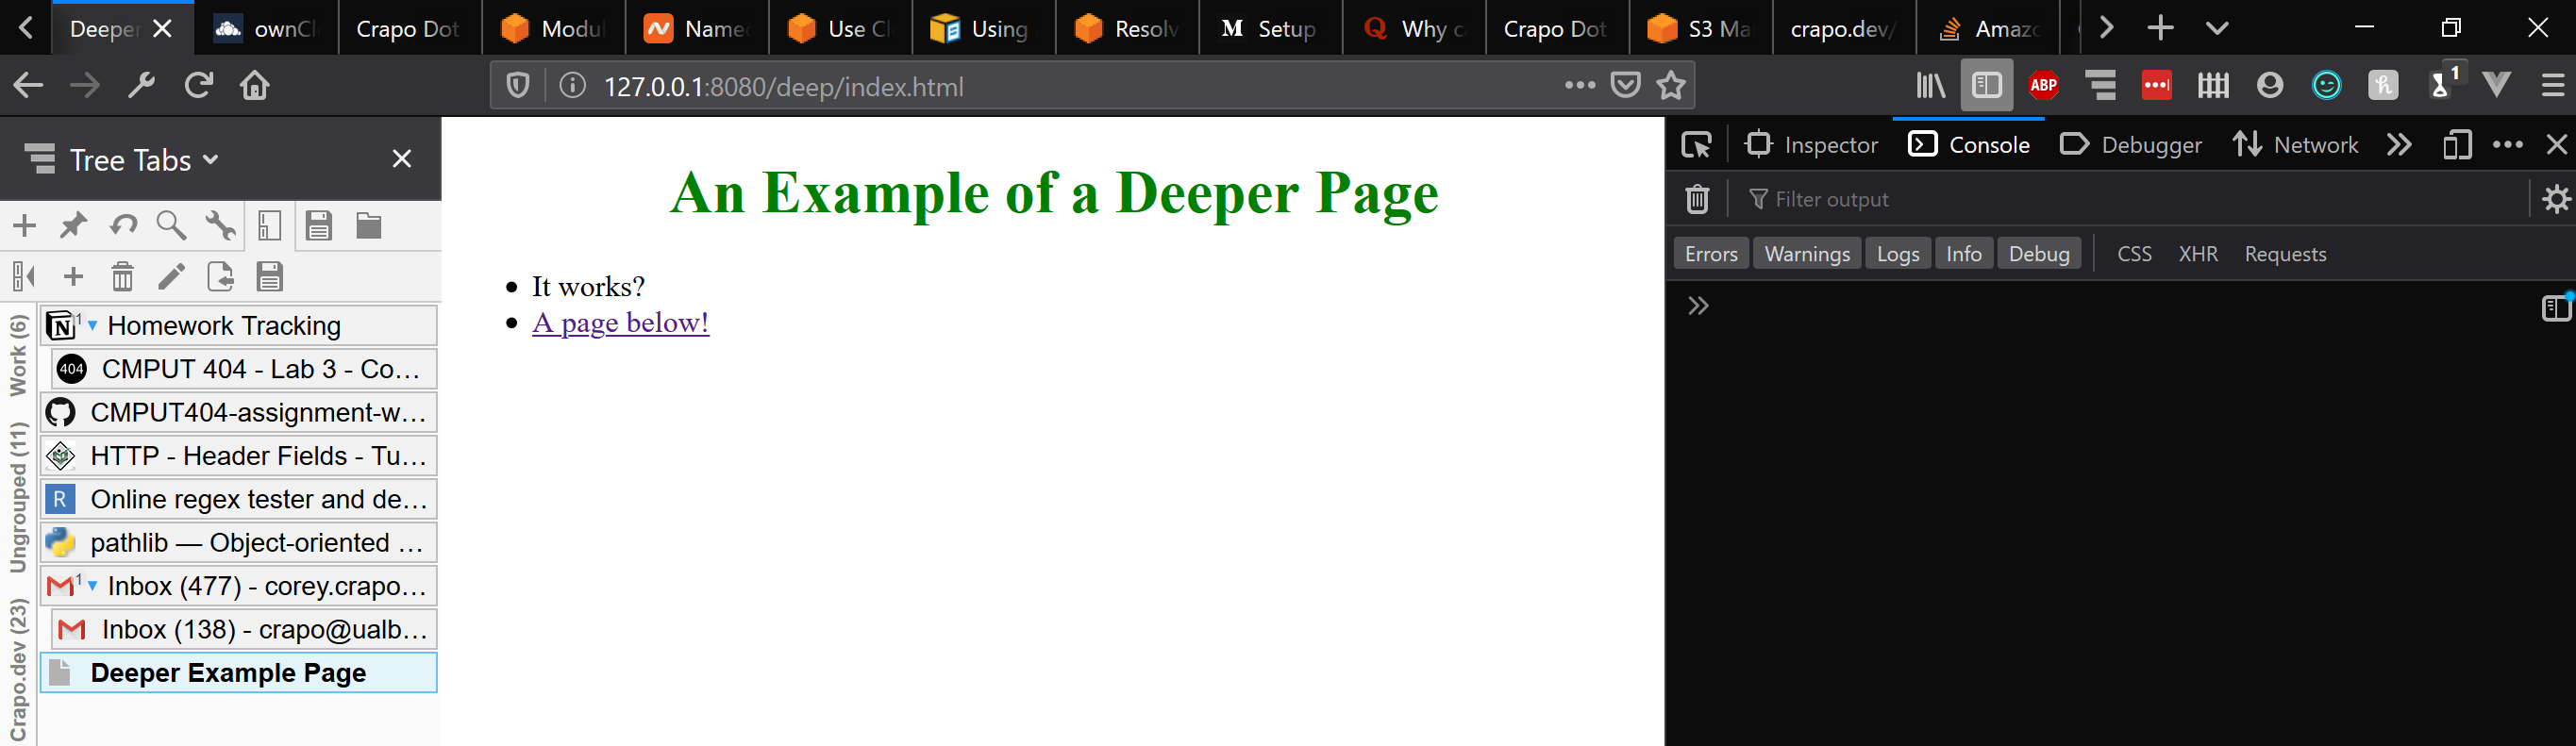 Deeper
ownCl
Crapo Dot
Modul
Name
Use Cl
Using
Resolv
M Setup
Q Why c
Crapo Dot
S3 Ma
crapo.dev/
Amazo
127.0.0.1:8080/deep/index.html
ABP
1
Tree Tabs
Inspector
Console
Debugger
Network
Filter output
Errors
Warnings
Logs
Info
Debug
CSS
XHR
Requests
Work (6)
Ungrouped (11)
Crapo.dev (23)
N 1 Homework Tracking
404 CMPUT 404 - Lab 3 - Co...
CMPUT404-assignment-w...
HTTP - Header Fields - Tu...
R Online regex tester and de...
pathlib — Object-oriented ...
M 1 Inbox (477) - corey.crapo...
M Inbox (138) - crapo@ualb...
Deeper Example Page
An Example of a Deeper Page
It works?
A page below!